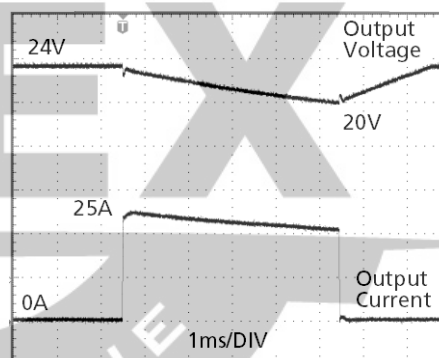 T
24V
Output
Voltage
20V
25A
0A
Output
Current
1ms/DIV